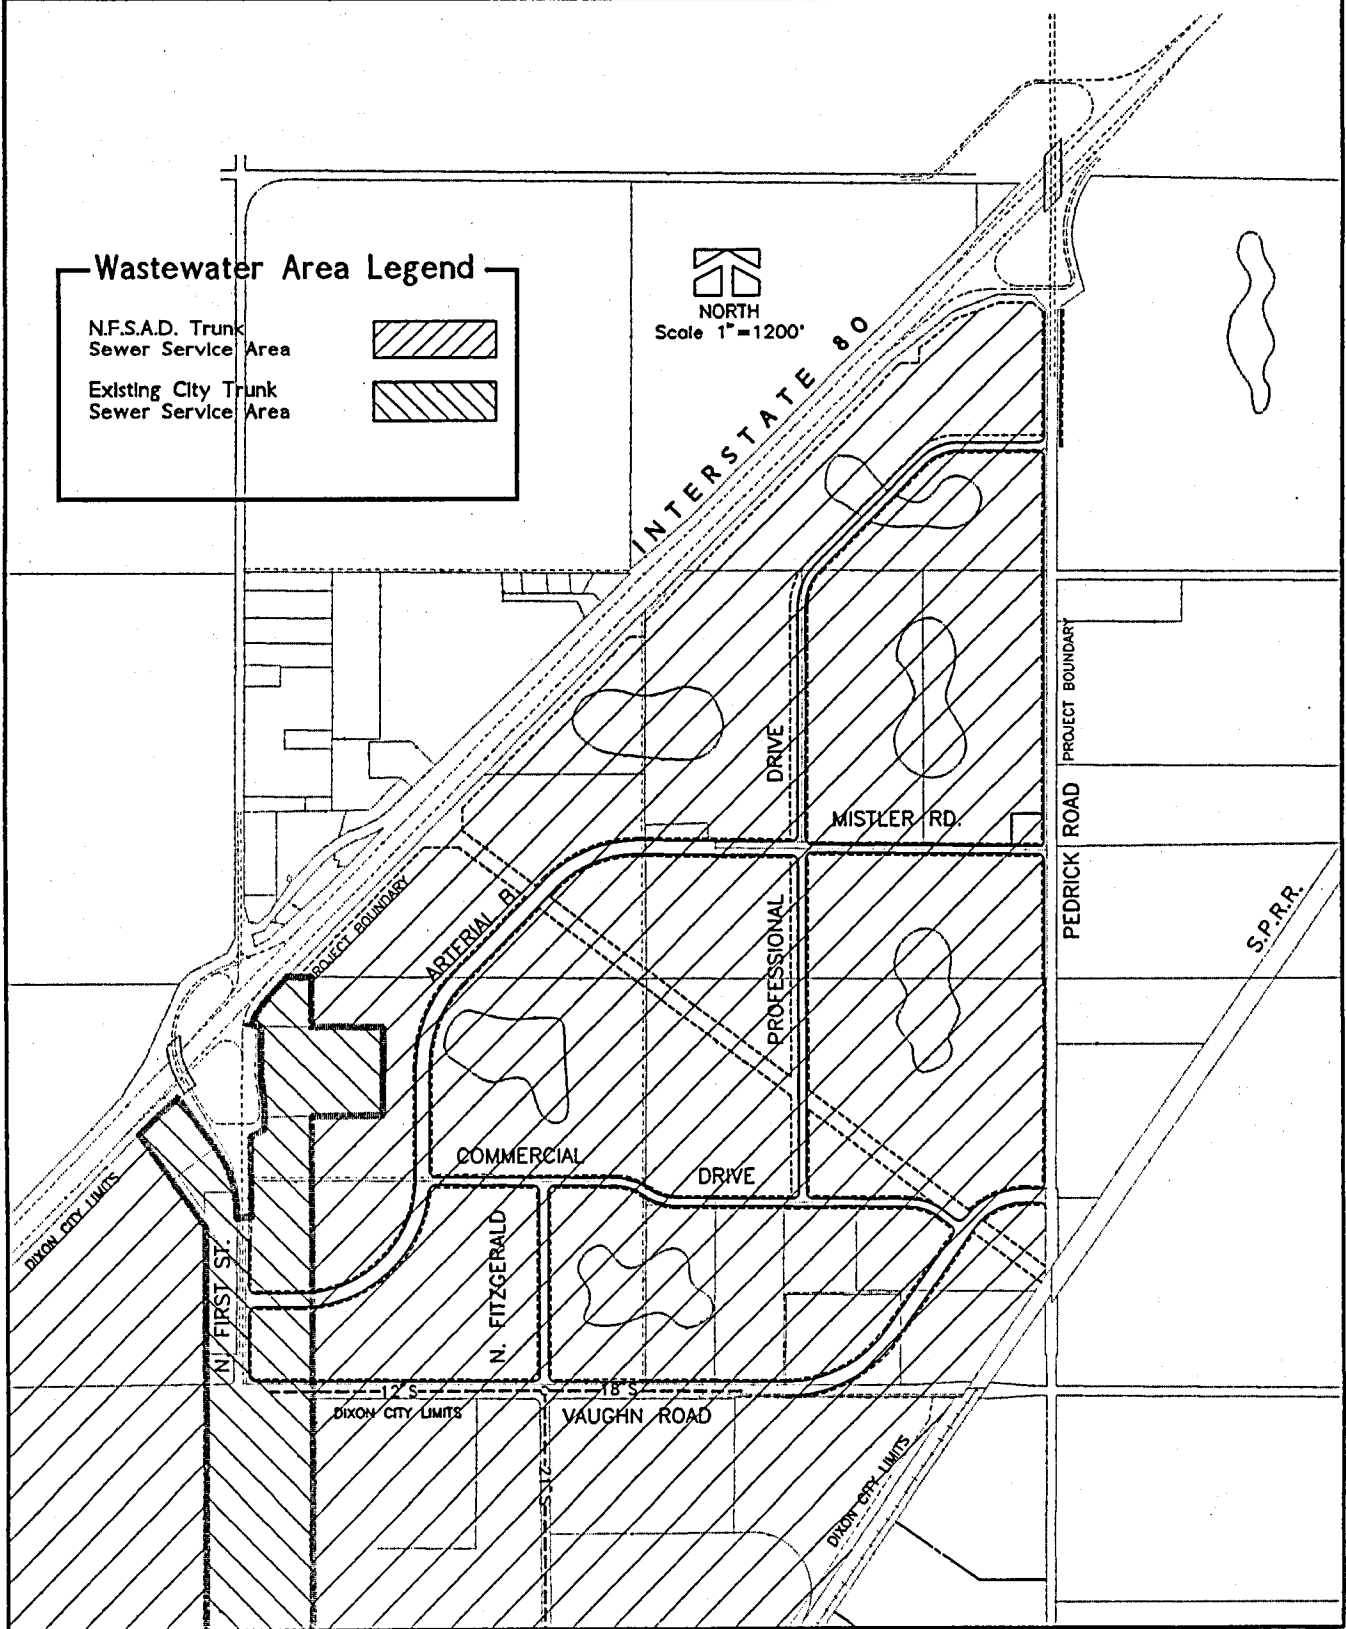 Wastewater Area Legend
N.F.S.A.D. Trunk
Sewer Service Area
Existing City Trunk
Sewer Service Area
NORTH
Scale 1"=1200'
INTERSTATE 80
PROJECT BOUNDARY
DRIVE
MISTLER RD.
PEDRICK ROAD
S.P.R.R.
ROJECT BOUNDARY
ARTERIAL B
PROFESSIONAL
COMMERCIAL
DRIVE
DIXON CITY LIMITS
N. FIRST ST.
N. FITZGERALD
12"S
18"S
DIXON CITY LIMITS
VAUGHN ROAD
21"S
DIXON CITY LIMITS